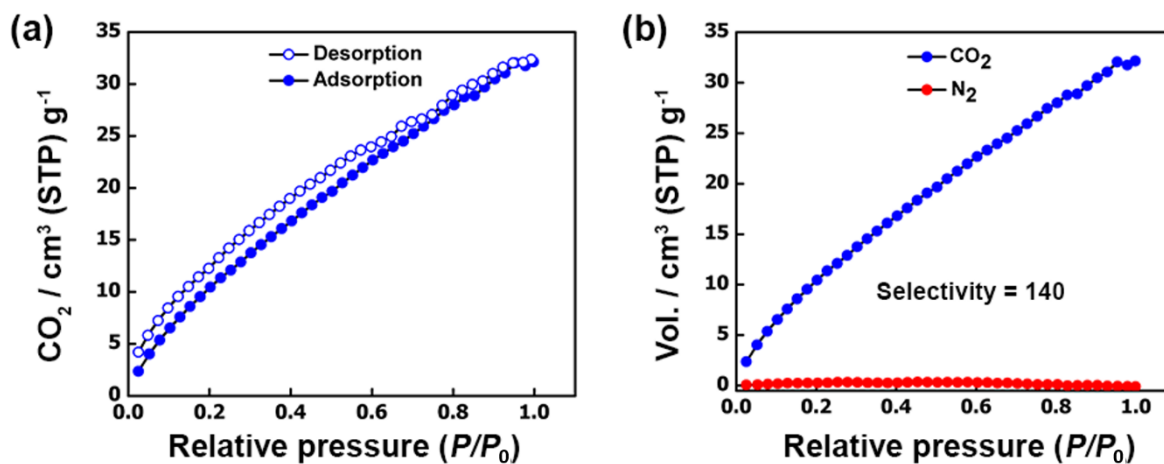 (a)
CO₂ / cm³ (STP) g⁻¹
35
30
25
20
15
10
5
0
Desorption
Adsorption
0.0 0.2 0.4 0.6 0.8 1.0
Relative pressure (P/P₀)
(b)
Vol. / cm³ (STP) g⁻¹
35
30
25
20
15
10
5
0
CO₂
N₂
Selectivity = 140
0.0 0.2 0.4 0.6 0.8 1.0
Relative pressure (P/P₀)